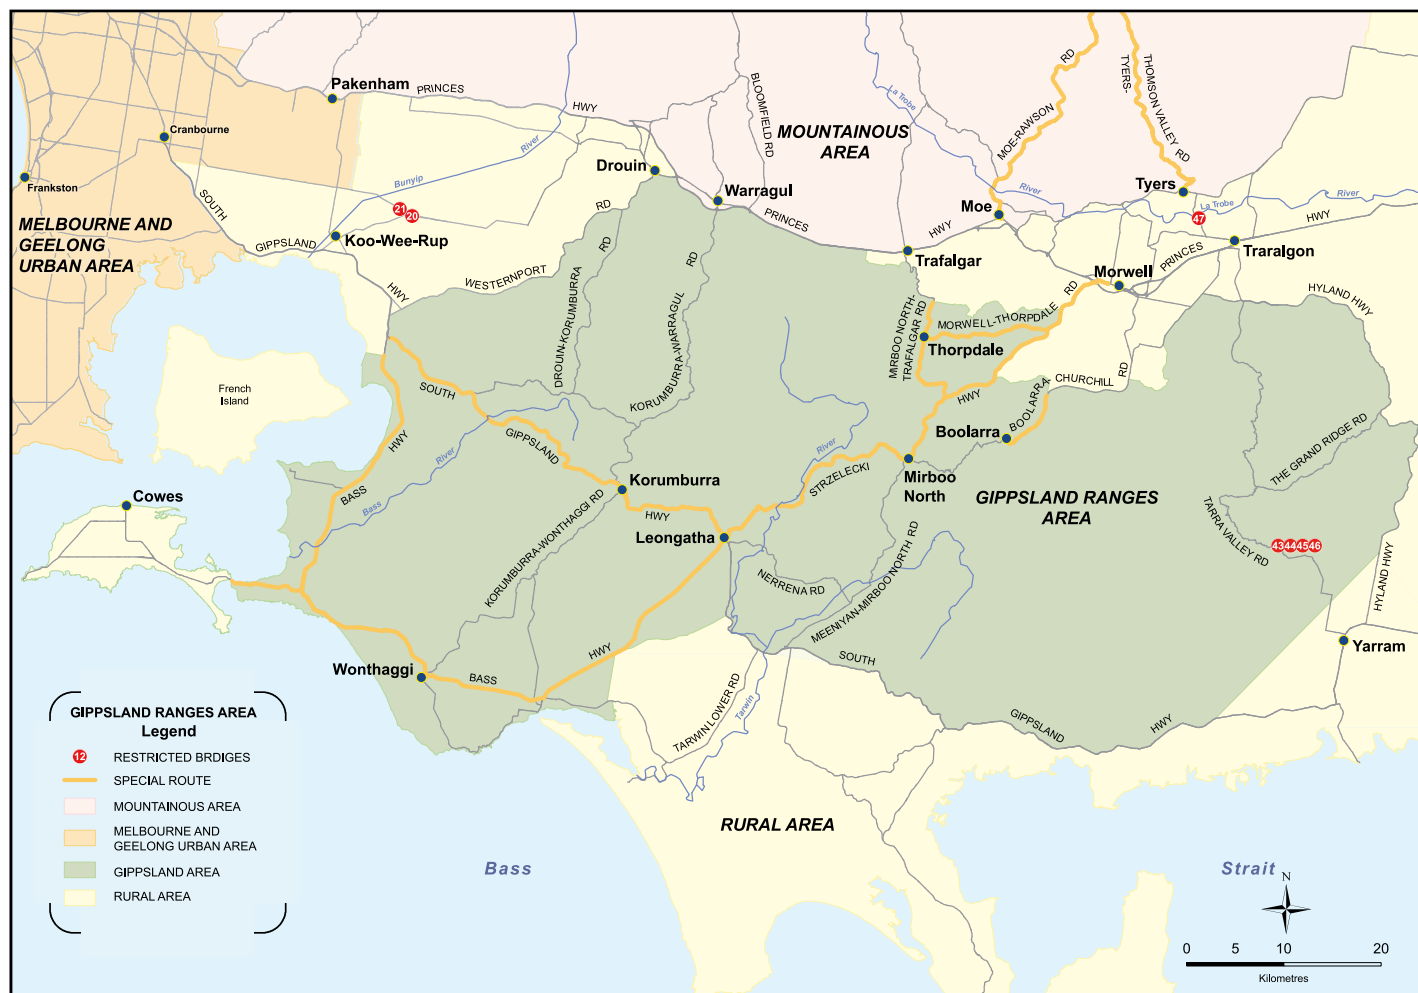 Pakenham
PRINCES
HWY
BLOOMFIELD RD
La Trobe
MOUNTAINOUS
AREA
RD
MOE-RAWSON
THOMSON VALLEY RD
TYERS-
Cranbourne
River
Bunyip
Drouin
Frankston
SOUTH
21
20
Warragul
River
Tyers
La Trobe
River
MELBOURNE AND
GEELONG
URBAN AREA
GIPPSLAND
Koo-Wee-Rup
RD
PRINCES
HWY
Moe
47
HWY
Trafalgar
PRINCES
Traralgon
Morwell
HWY
WESTERNPORT
RD
DROUIN-KORUMBURRA
RD
KORUMBURRA-WARRAGUL
MIRBOO NORTH-
TRAFALGAR RD
MORWELL-THORPDALE
RD
HYLAND HWY
Thorpdale
French
Island
SOUTH
HWY
CHURCHILL
RD
BOOLARRA-
HWY
GIPPSLAND
River
Boolarra
THE GRAND RIDGE RD
BASS
Bass
Korumburra
River
STRZELECKI
Mirboo
North
GIPPSLAND RANGES
AREA
Cowes
KORUMBURRA-WONTHAGGI RD
HWY
Leongatha
TARRA VALLEY RD
43
44
45
46
NERRENA RD
MEENIYAN-MIRBOO NORTH RD
HYLAND HWY
Yarram
Wonthaggi
BASS
HWY
SOUTH
GIPPSLAND
HWY
TARWIN LOWER RD
Tarwin
GIPPSLAND RANGES AREA
Legend
12
RESTRICTED BRDIGES
SPECIAL ROUTE
MOUNTAINOUS AREA
MELBOURNE AND
GEELONG URBAN AREA
GIPPSLAND AREA
RURAL AREA
RURAL AREA
Bass
Strait
N
0 5 10 20
Kilometres